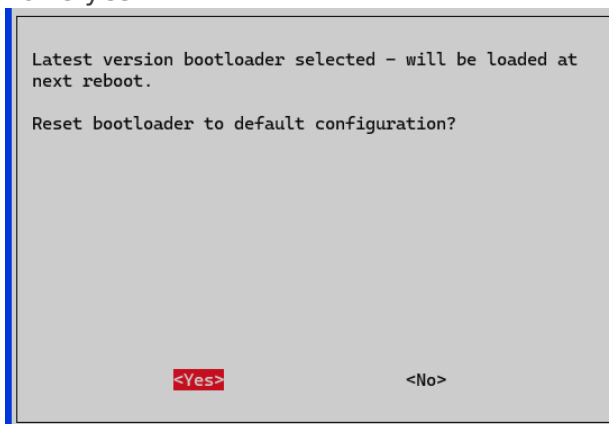 Latest version bootloader selected – will be loaded at
next reboot.
Reset bootloader to default configuration?
<Yes> <No>